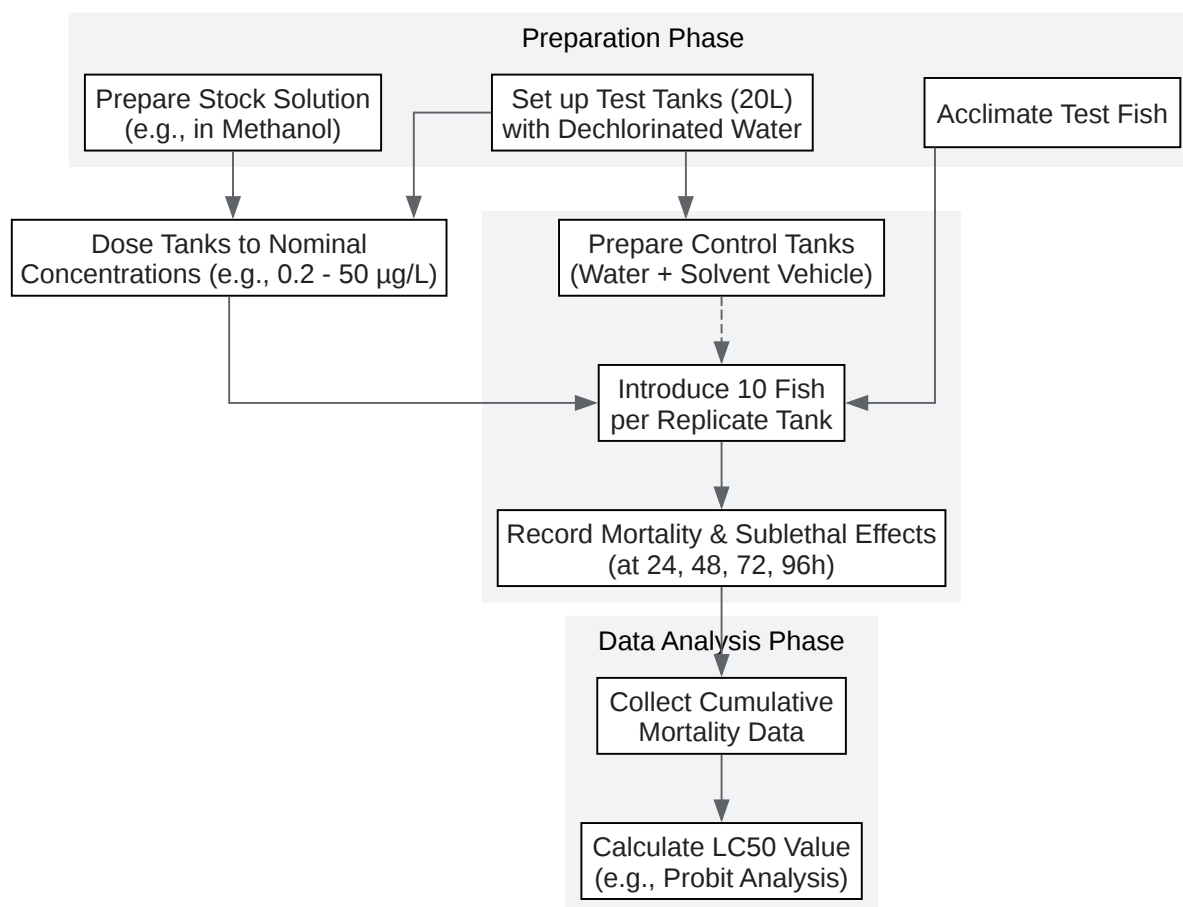 Preparation Phase
Prepare Stock Solution
(e.g., in Methanol)
Set up Test Tanks (20L)
with Dechlorinated Water
Acclimate Test Fish
Dose Tanks to Nominal
Concentrations (e.g., 0.2 - 50 µg/L)
Prepare Control Tanks
(Water + Solvent Vehicle)
Introduce 10 Fish
per Replicate Tank
Record Mortality & Sublethal Effects
(at 24, 48, 72, 96h)
Data Analysis Phase
Collect Cumulative
Mortality Data
Calculate LC50 Value
(e.g., Probit Analysis)